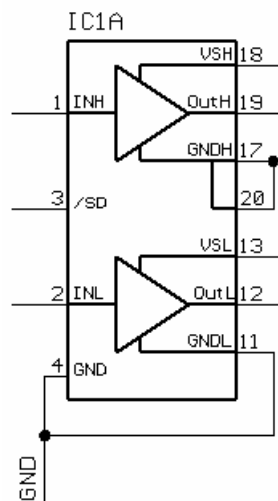 IC1A
VSH 18
1 INH OutH 19
GNDH 17
3 /SD 20
VSL 13
2 INL OutL 12
GNDL 11
4 GND
GND